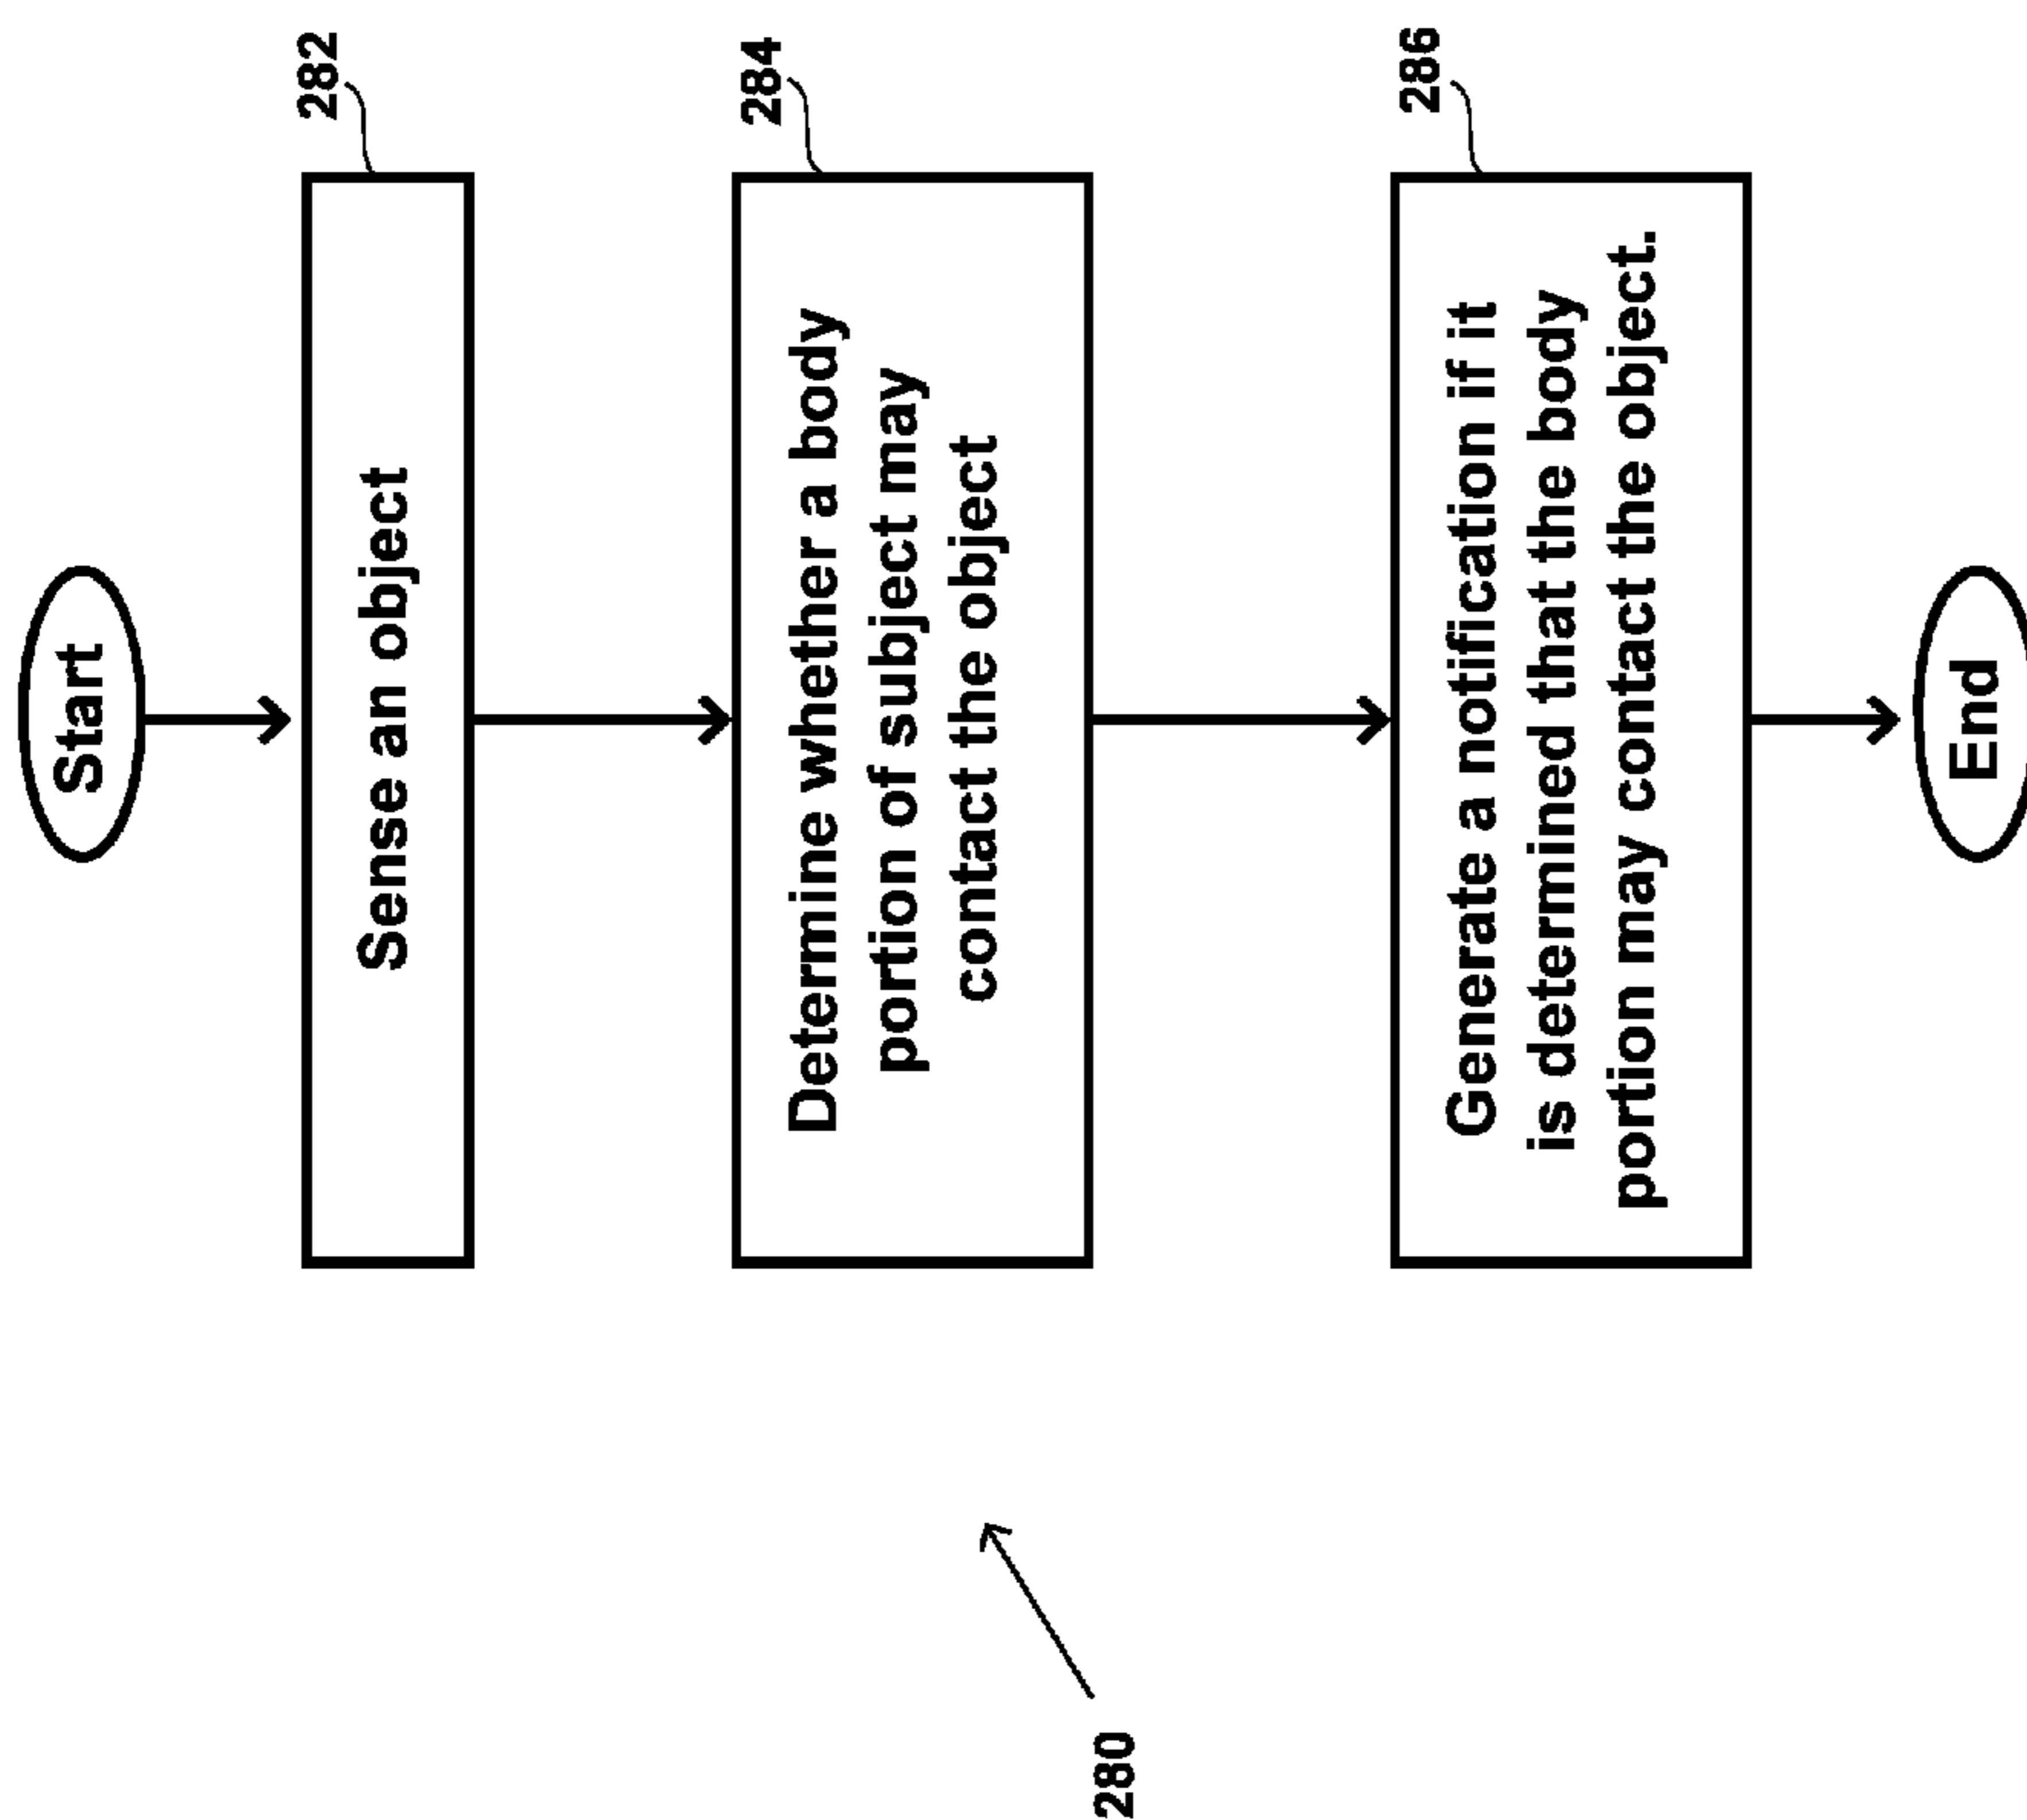 Start
282
Sense an object
284
Determine whether a body
portion of subject may
contact the object
286
Generate a notification if it
is determined that the body
portion may contact the object.
End
280